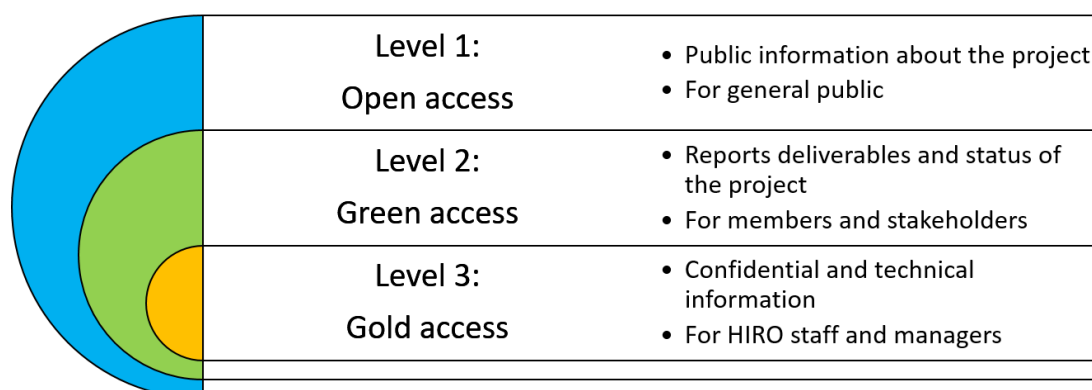 Level 1:
Open access
• Public information about the project
• For general public
Level 2:
Green access
• Reports deliverables and status of
the project
• For members and stakeholders
Level 3:
Gold access
• Confidential and technical
information
• For HIRO staff and managers